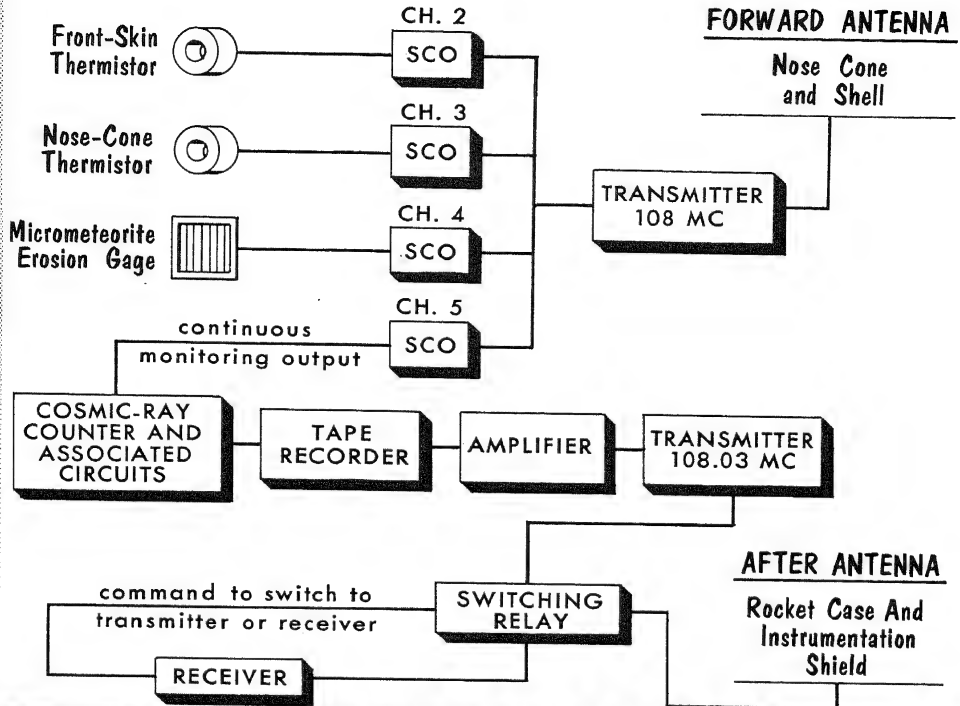 CH. 2
FORWARD ANTENNA
Front-Skin
Thermistor
SCO
Nose Cone
and Shell
CH. 3
Nose-Cone
Thermistor
SCO
TRANSMITTER
108 MC
CH. 4
Micrometeorite
Erosion Gage
SCO
CH. 5
continuous
monitoring output
SCO
COSMIC-RAY
COUNTER AND
ASSOCIATED
CIRCUITS
TAPE
RECORDER
AMPLIFIER
TRANSMITTER
108.03 MC
AFTER ANTENNA
command to switch to
transmitter or receiver
SWITCHING
RELAY
Rocket Case And
Instrumentation
Shield
RECEIVER